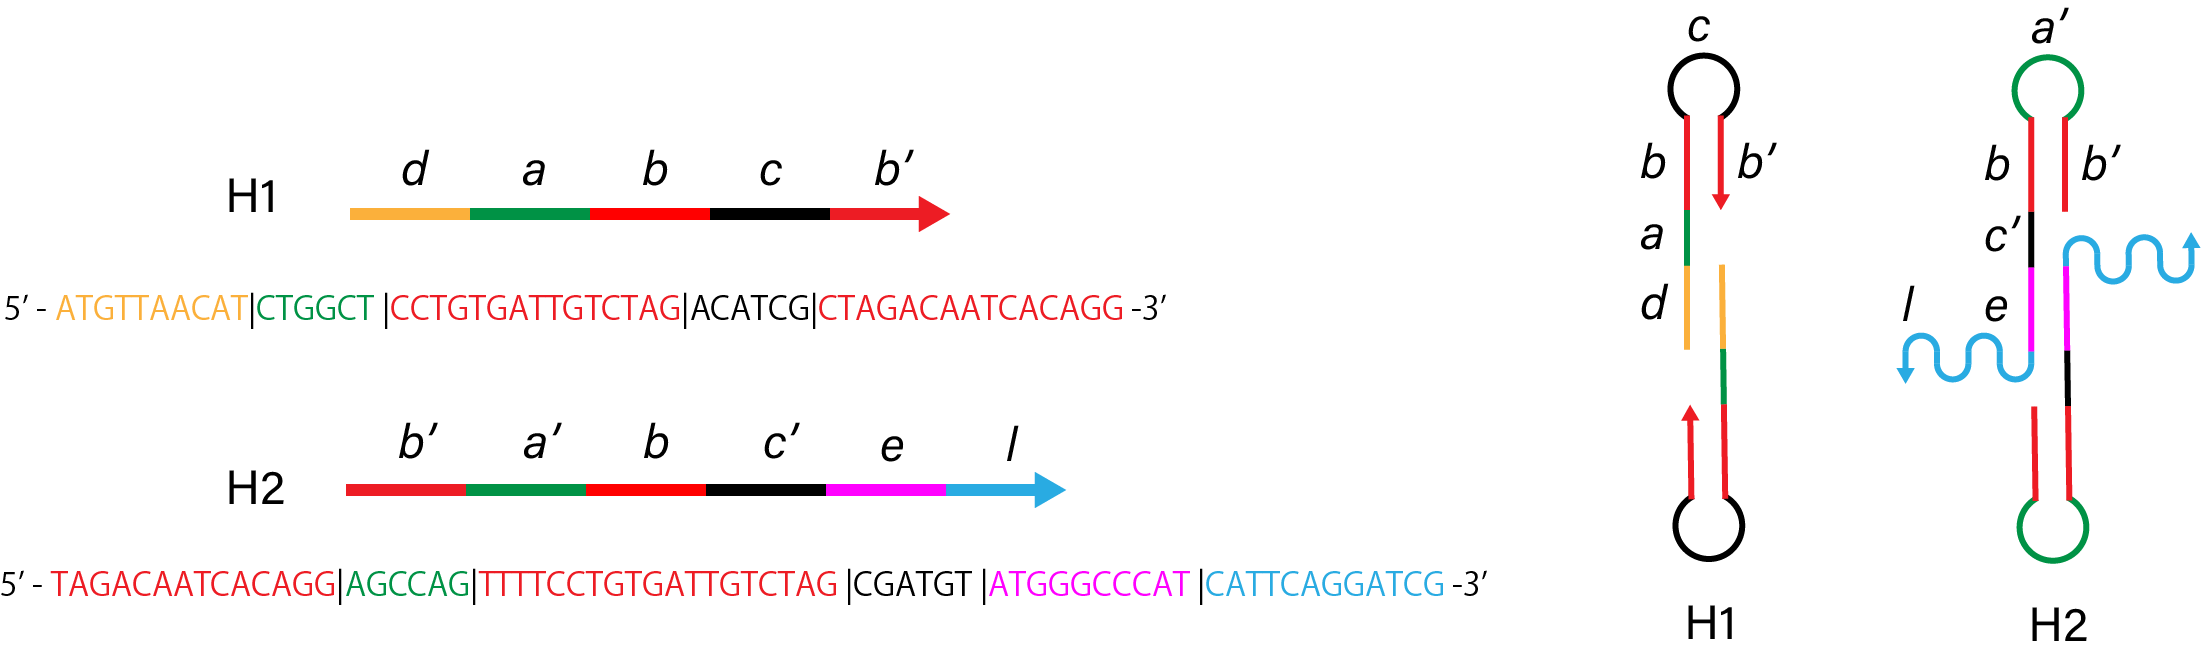 H1 d a b c b′
5′ - ATGTTAACAT|CTGGCT |CCTGTGATTGTCTAG|ACATCG|CTAGACAATCACAGG -3′
H2 b′ a′ b c′ e l
5′ - TAGACAATCACAGG|AGCCAG|TTTTCCTGTGATTGTCTAG |CGATGT |ATGGGCCCAT |CATTCAGGATCG -3′
c
b b′
a
d
H1
a′
b b′
c′
l e
H2